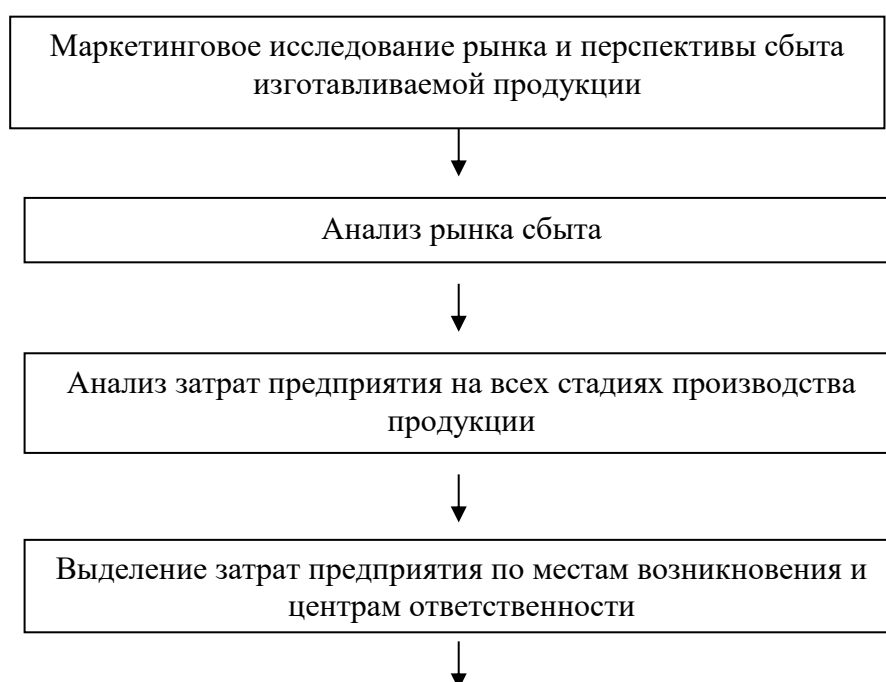 Маркетинговое исследование рынка и перспективы сбыта
изготавливаемой продукции
Анализ рынка сбыта
Анализ затрат предприятия на всех стадиях производства
продукции
Выделение затрат предприятия по местам возникновения и
центрам ответственности